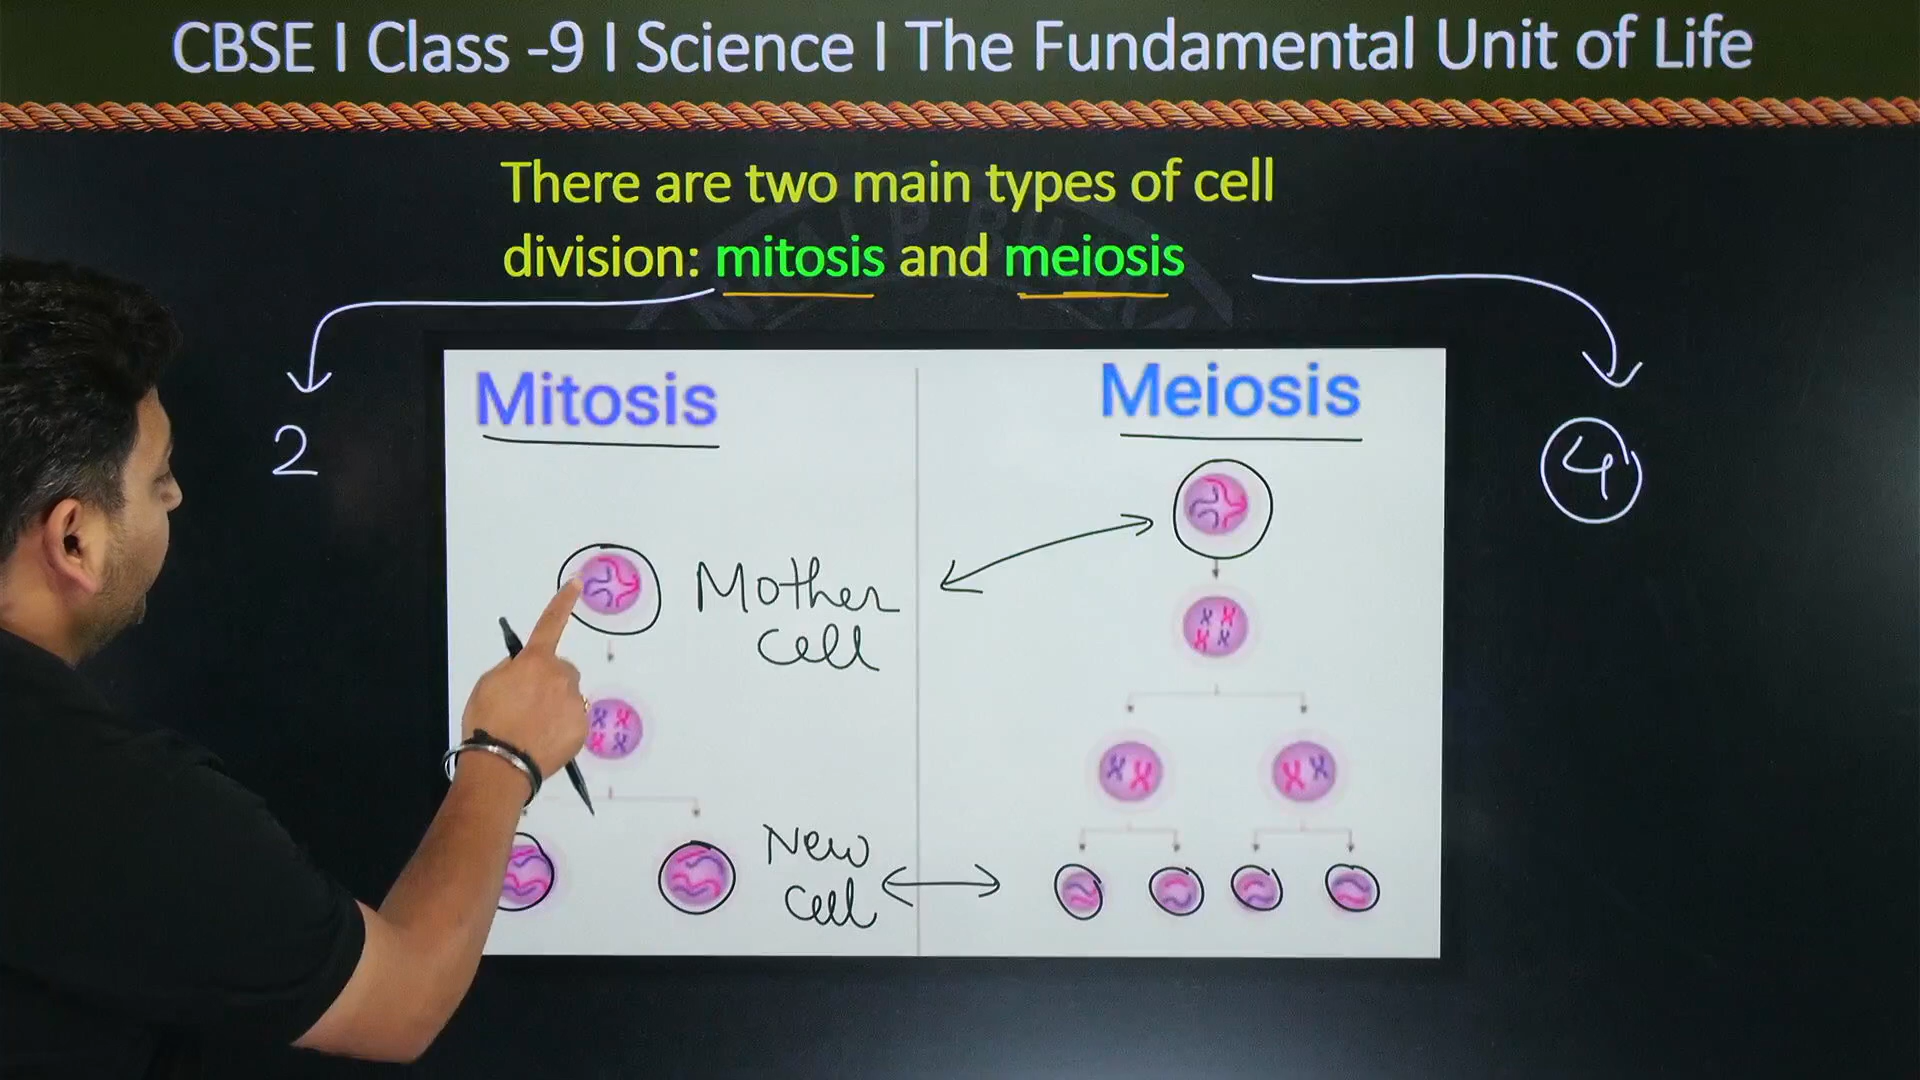 CBSE I Class -9 I Science I The Fundamental Unit of Life
There are two main types of cell
division: mitosis and meiosis
2
4
Mitosis
Meiosis
Mother
cell
New
cell